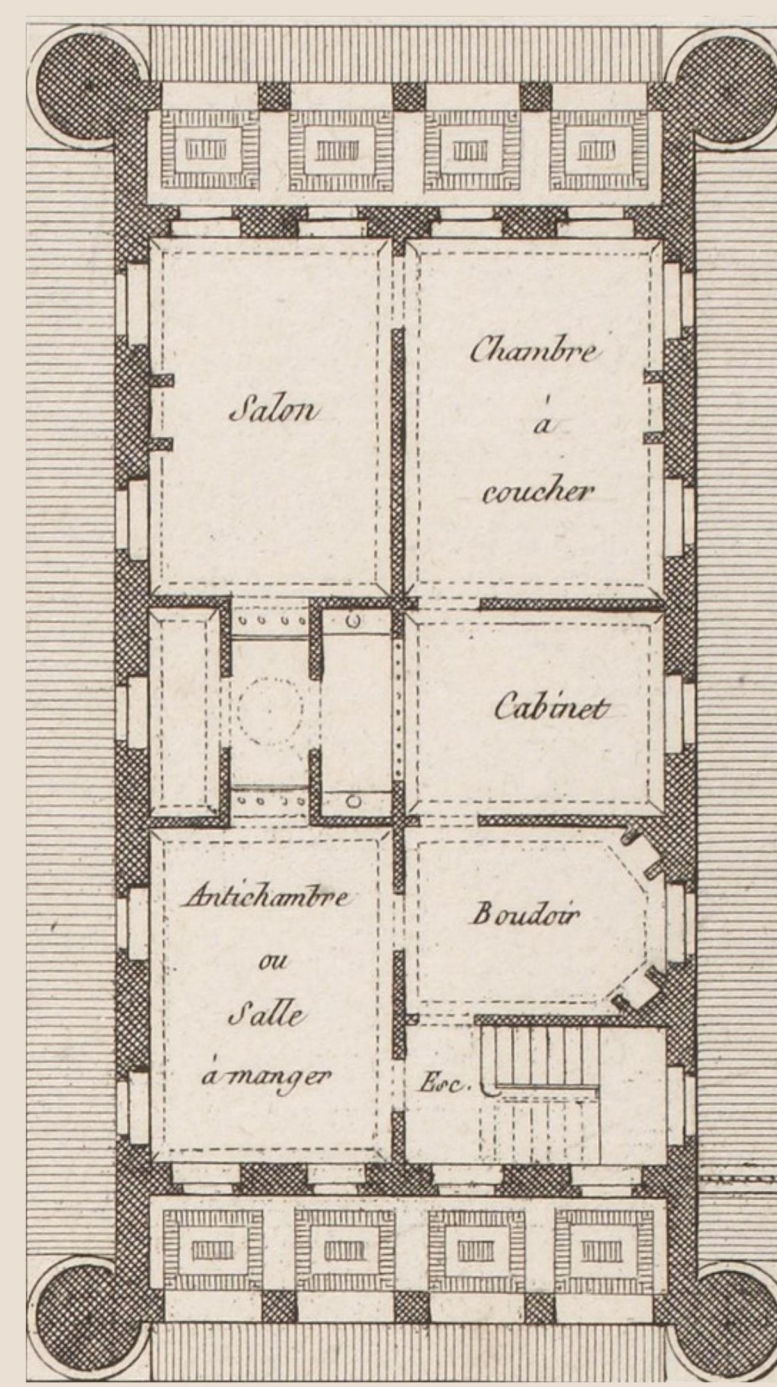 Salon
Chambre
à
coucher
Cabinet
Antichambre
ou
Salle
à manger
Boudoir
Esc.